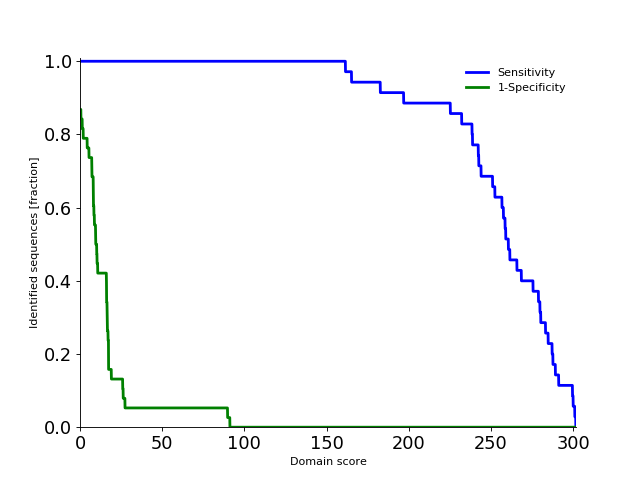 1.0
0.8
0.6
0.4
0.2
0.0
Identified sequences [fraction]
Sensitivity
1-Specificity
0 50 100 150 200 250 300
Domain score